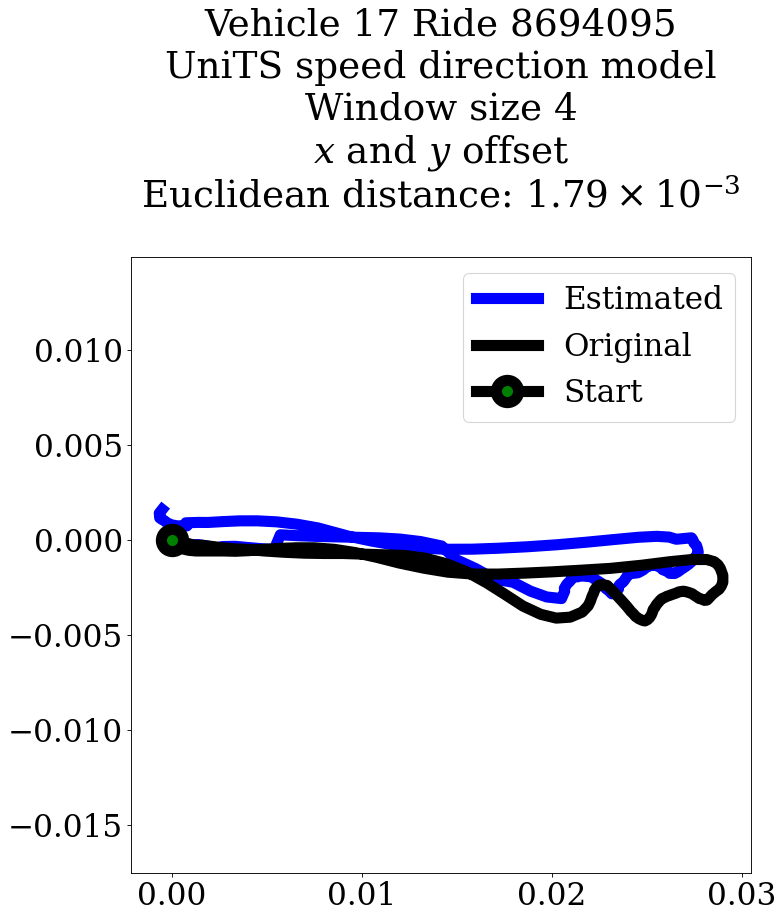 Vehicle 17 Ride 8694095
UniTS speed direction model
Window size 4
x and y offset
Euclidean distance: 1.79 × 10⁻³
Estimated
Original
Start
0.010
0.005
0.000
−0.005
−0.010
−0.015
0.00
0.01
0.02
0.03